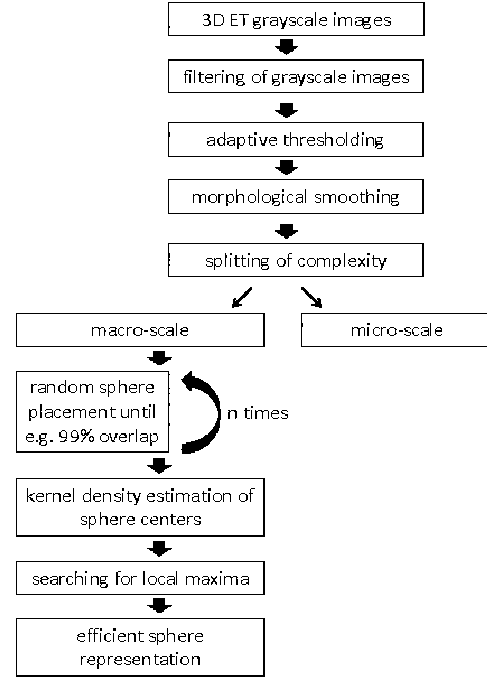 3D ET grayscale images
filtering of grayscale images
adaptive thresholding
morphological smoothing
splitting of complexity
macro-scale
micro-scale
random sphere
placement until
e.g. 99% overlap
n times
kernel density estimation of
sphere centers
searching for local maxima
efficient sphere
representation